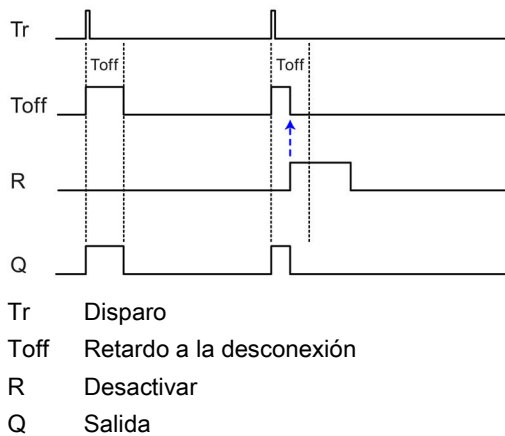 Tr
Toff Toff
Toff
R
Q
Tr Disparo
Toff Retardo a la desconexión
R Desactivar
Q Salida